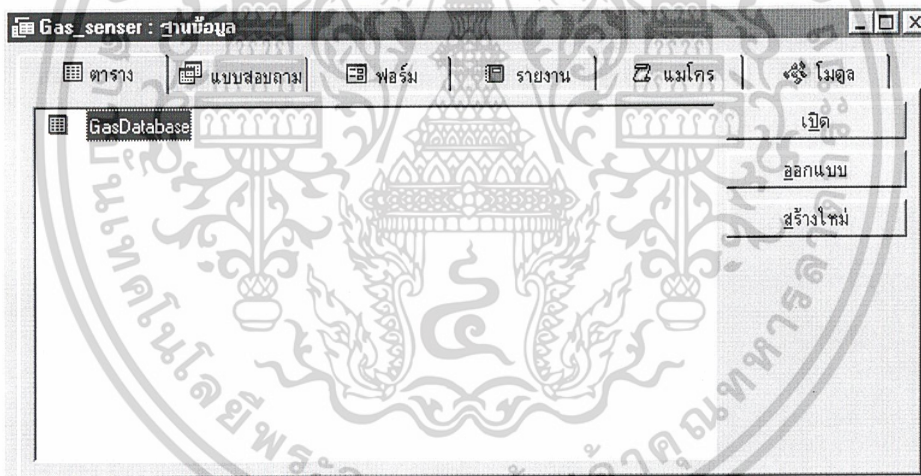 Gas_senser : ฐานข้อมูล
ตาราง แบบสอบถาม ฟอร์ม รายงาน แมโคร โมดูล
GasDatabase
เปิด
ออกแบบ
สร้างใหม่